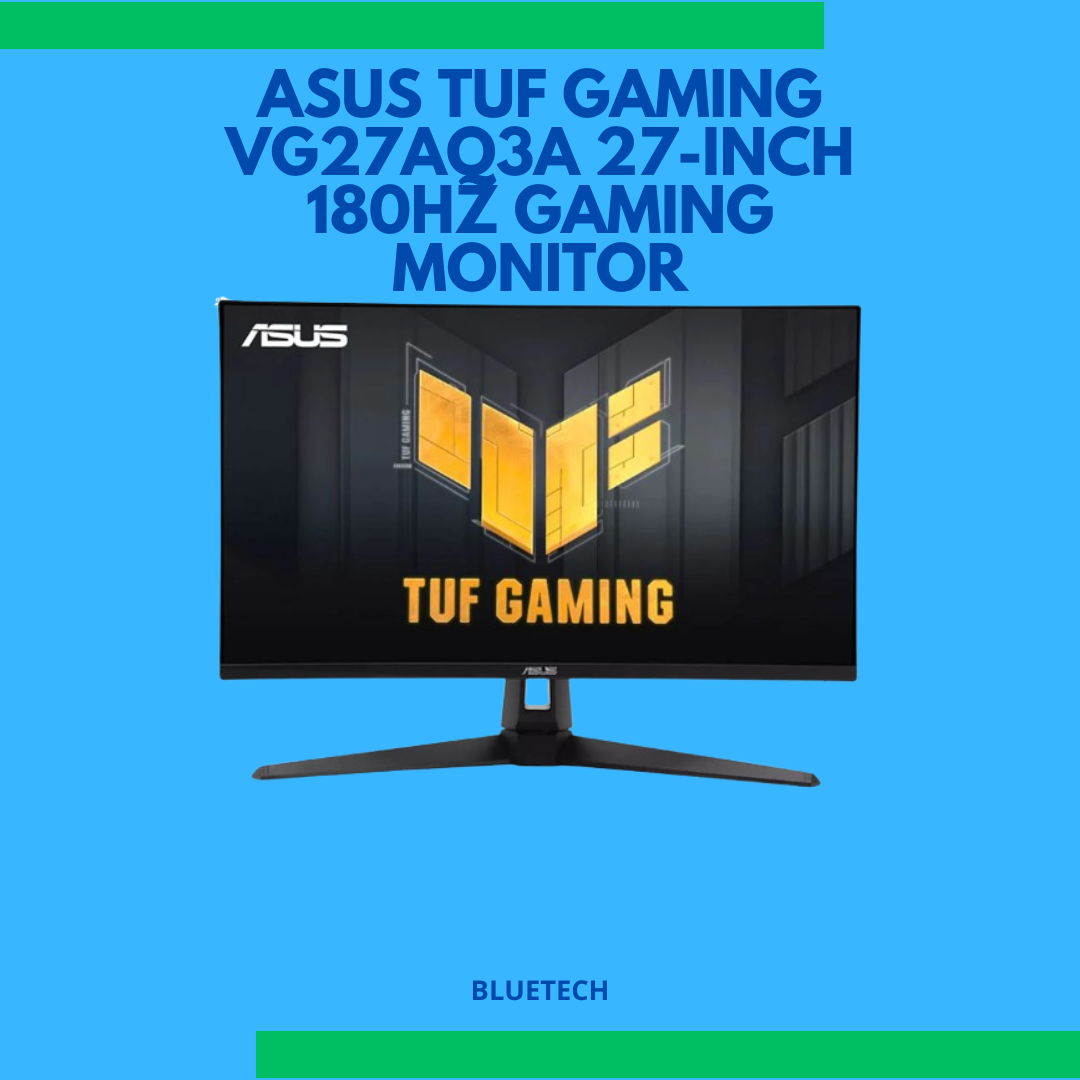 ASUS TUF GAMING
VG27AQ3A 27-INCH
180HZ GAMING
MONITOR
ASUS
TUF GAMING
TUF GAMING
ASUS
BLUETECH